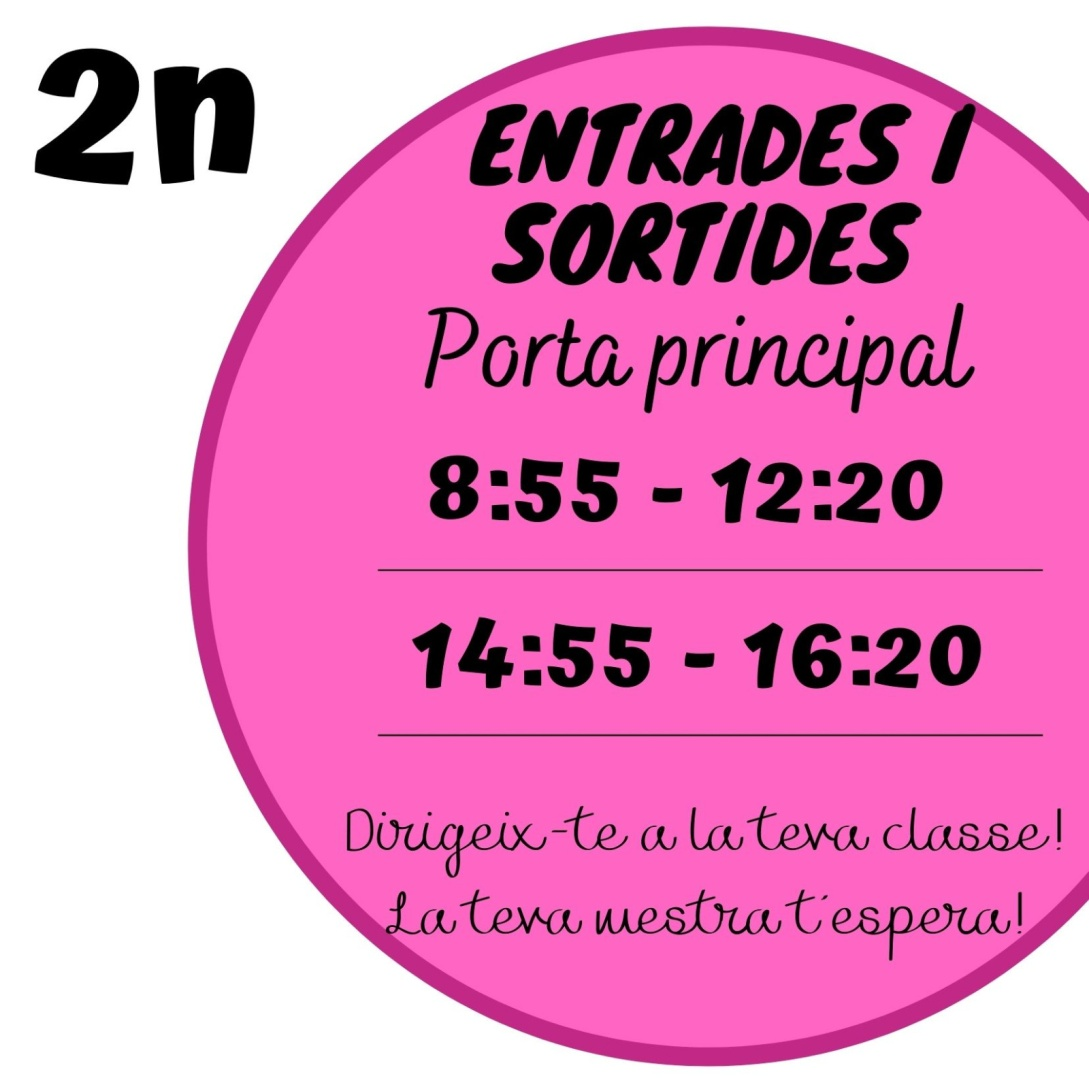 2n
ENTRADES I
SORTIDES
Porta principal
8:55 - 12:20
14:55 - 16:20
Dirigeix-te a la teva classe!
La teva mestra t´espera!